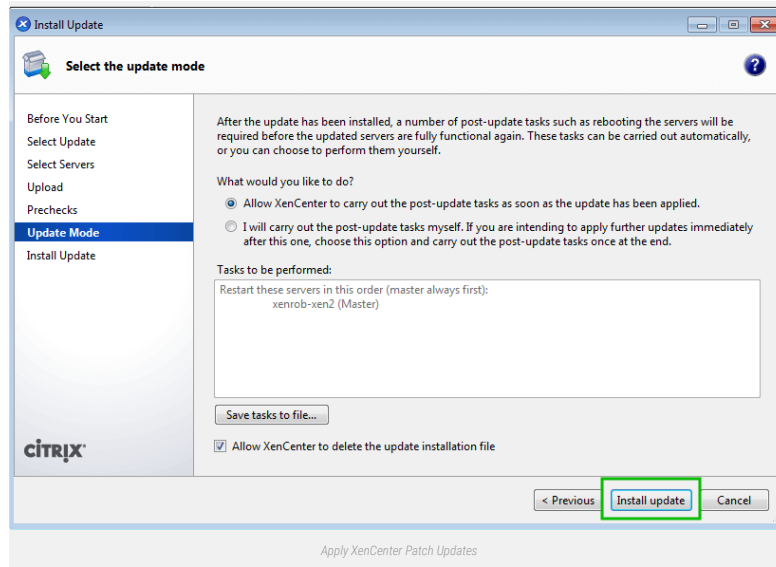 Install Update
Select the update mode
Before You Start
Select Update
Select Servers
Upload
Prechecks
Update Mode
Install Update
CITRIX
After the update has been installed, a number of post-update tasks such as rebooting the servers will be
required before the updated servers are fully functional again. These tasks can be carried out automatically,
or you can choose to perform them yourself.
What would you like to do?
Allow XenCenter to carry out the post-update tasks as soon as the update has been applied.
I will carry out the post-update tasks myself. If you are intending to apply further updates immediately
after this one, choose this option and carry out the post-update tasks once at the end.
Tasks to be performed:
Restart these servers in this order (master always first):
xenrob-xen2 (Master)
Save tasks to file...
Allow XenCenter to delete the update installation file
< Previous
Install update
Cancel
Apply XenCenter Patch Updates